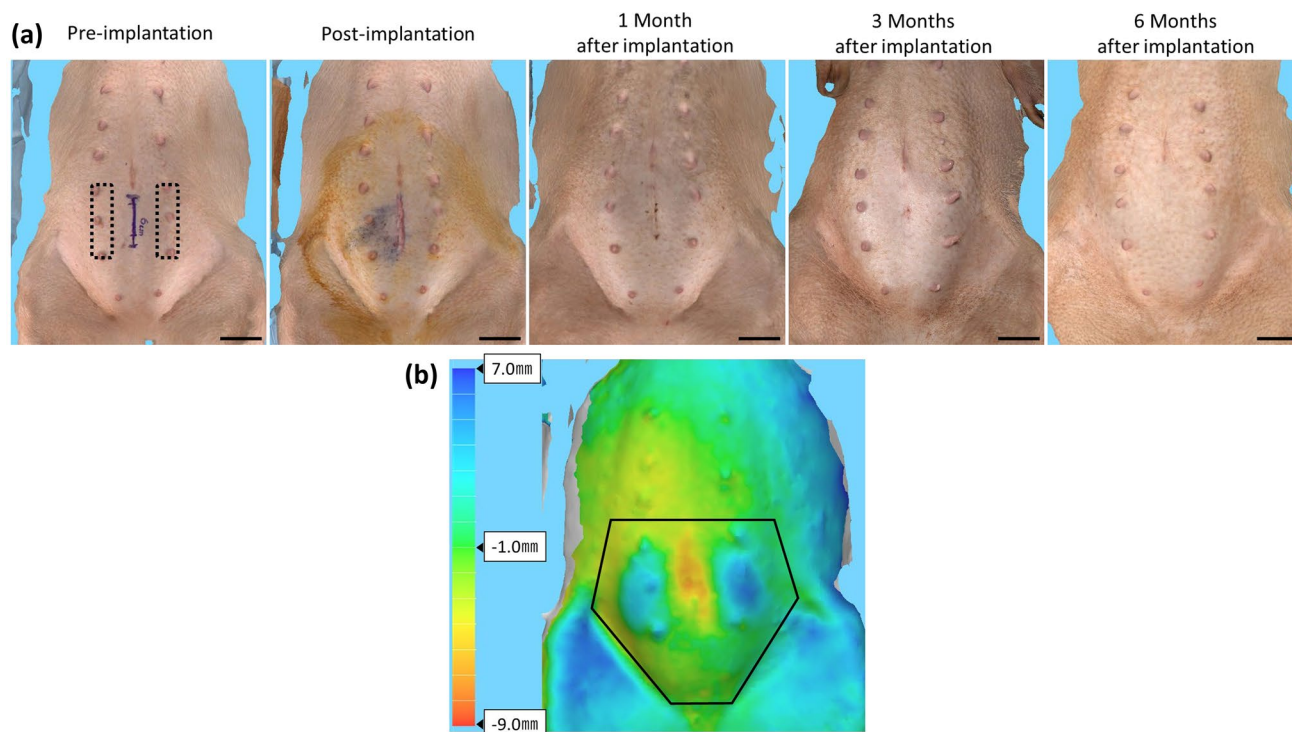 (a)
Pre-implantation
Post-implantation
1 Month
after implantation
3 Months
after implantation
6 Months
after implantation
6cm
(b)
7.0mm
-1.0mm
-9.0mm